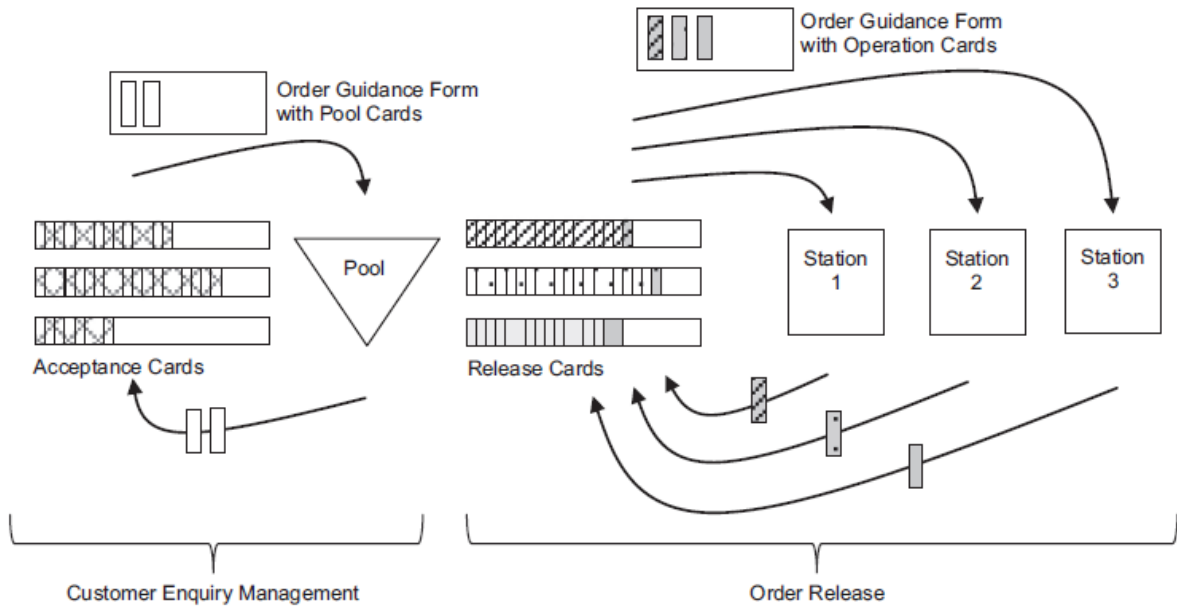 Order Guidance Form
with Pool Cards
Order Guidance Form
with Operation Cards
Pool
Station
1
Station
2
Station
3
Acceptance Cards
Release Cards
Customer Enquiry Management
Order Release